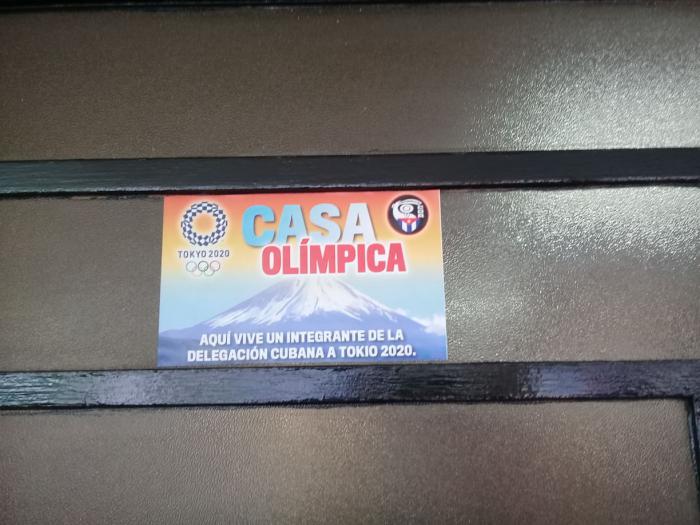 TOKYO 2020
CASA
OLÍMPICA
AQUÍ VIVE UN INTEGRANTE DE LA
DELEGACIÓN CUBANA A TOKIO 2020.